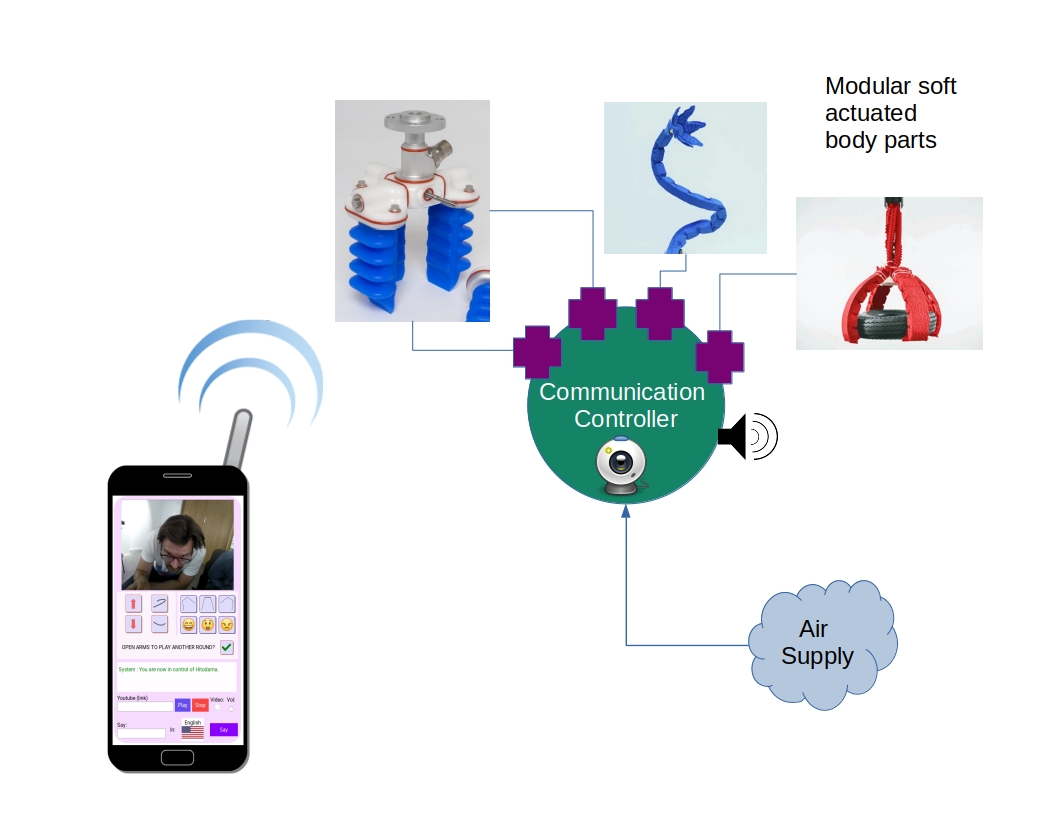 Modular soft
actuated
body parts
Communication
Controller
Air
Supply
OPEN ARMS TO PLAY ANOTHER ROUND?
System : You are now in control of Hitodama.
Youtube (link)
Play
Stop
Video:
Vol:
Say:
In:
English
Say